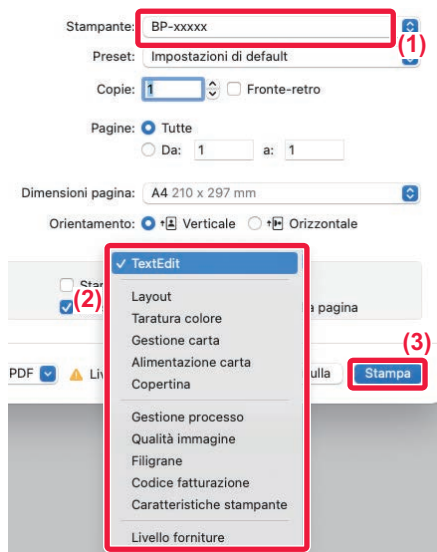 Stampante: BP-xxxxx
(1)
Preset: Impostazioni di default
Copie: 1 Fronte-retro
Pagine: Tutte
Da: 1 a: 1
Dimensioni pagina: A4 210 x 297 mm
Orientamento: Verticale Orizzontale
TextEdit
(2)
Layout
pagina
Taratura colore
Gestione carta
Alimentazione carta
Copertina
(3)
PDF
Stampa
Gestione processo
Qualità immagine
Filigrane
Codice fatturazione
Caratteristiche stampante
Livello forniture